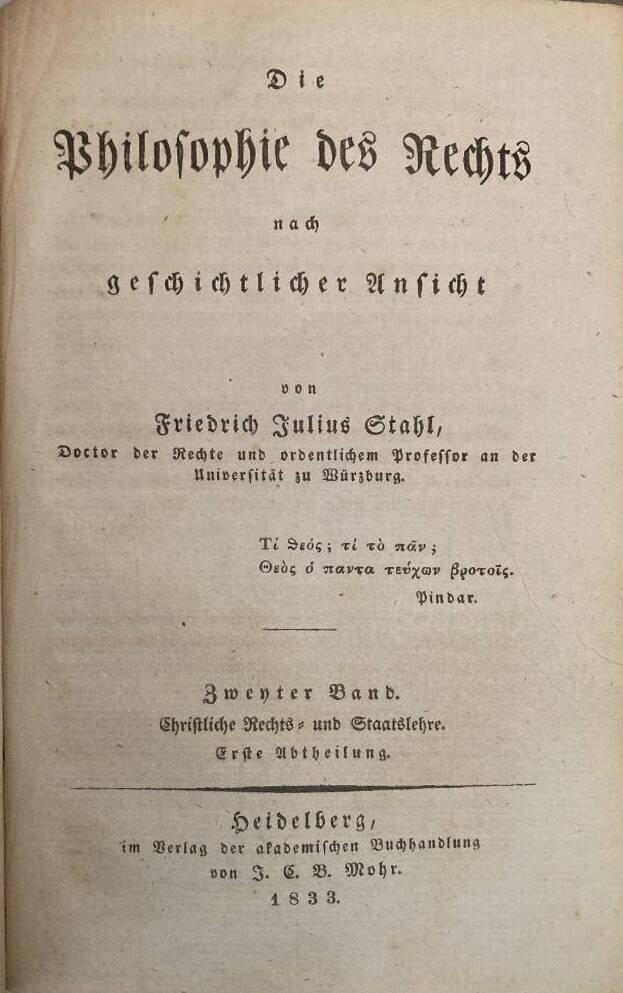 Die
Philosophie des Rechts
nach
geschichtlicher Ansicht
von
Friedrich Julius Stahl,
Doctor der Rechte und ordentlichem Professor an der
Universität zu Würzburg.
Τί θεός; τί τὸ πᾶν;
Θεὸς ὁ παντα τεύχων βροτοῖς.
Pindar.
Zweyter Band.
Christliche Rechts- und Staatslehre.
Erste Abtheilung.
Heidelberg,
im Verlag der akademischen Buchhandlung
von J. C. B. Mohr.
1833.